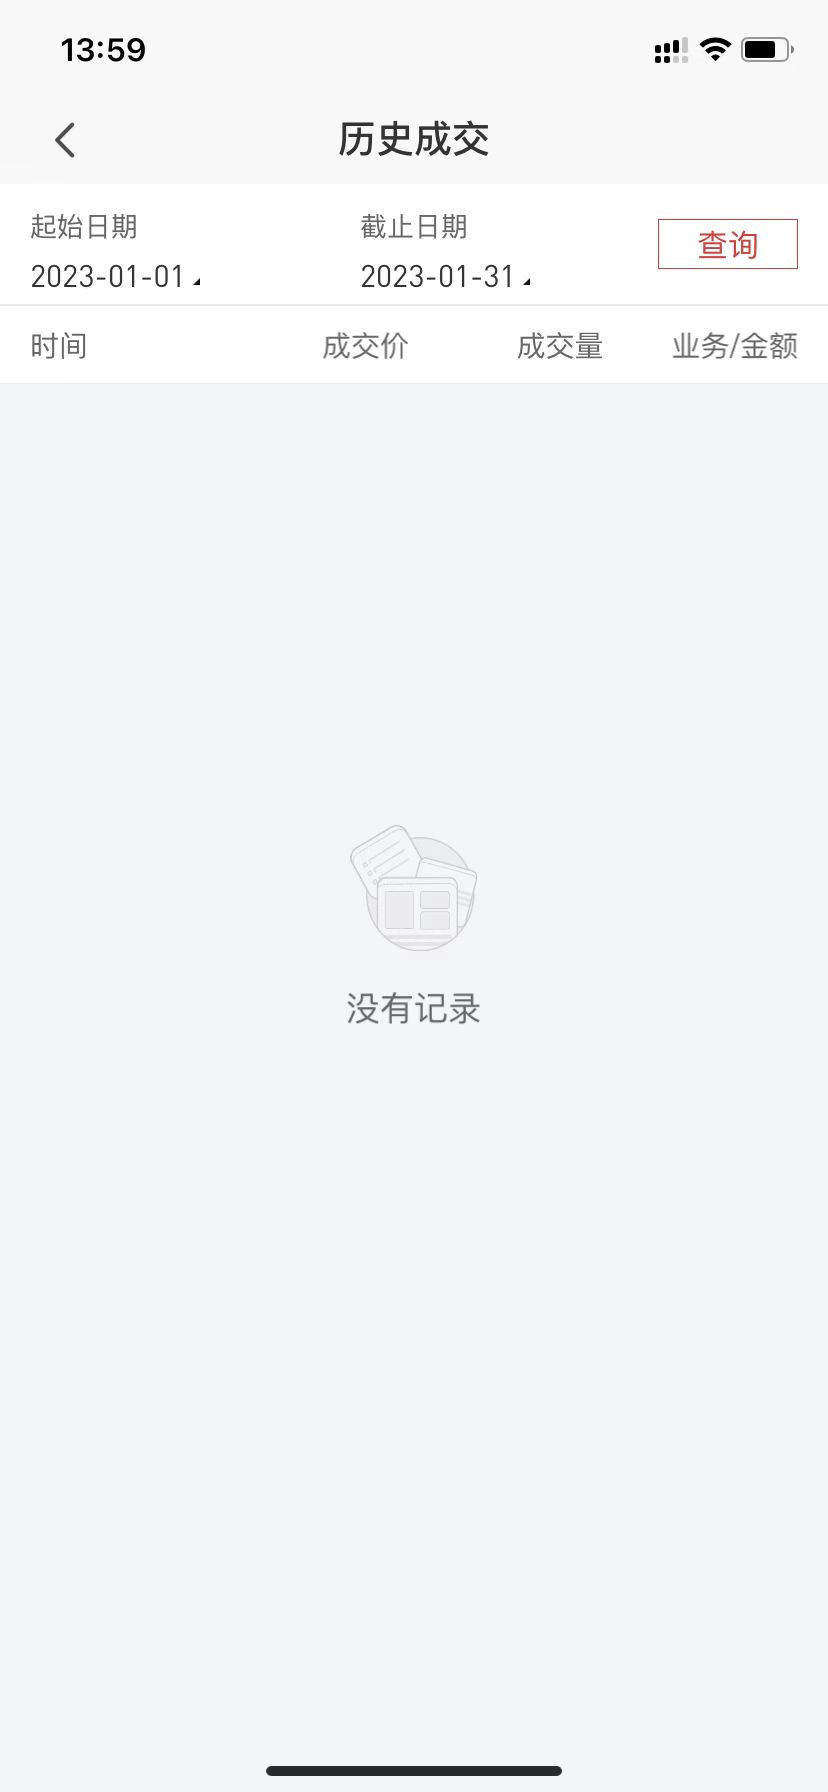 13:59
历史成交
起始日期 截止日期 查询
2023-01-01 2023-01-31
时间 成交价 成交量 业务/金额
没有记录